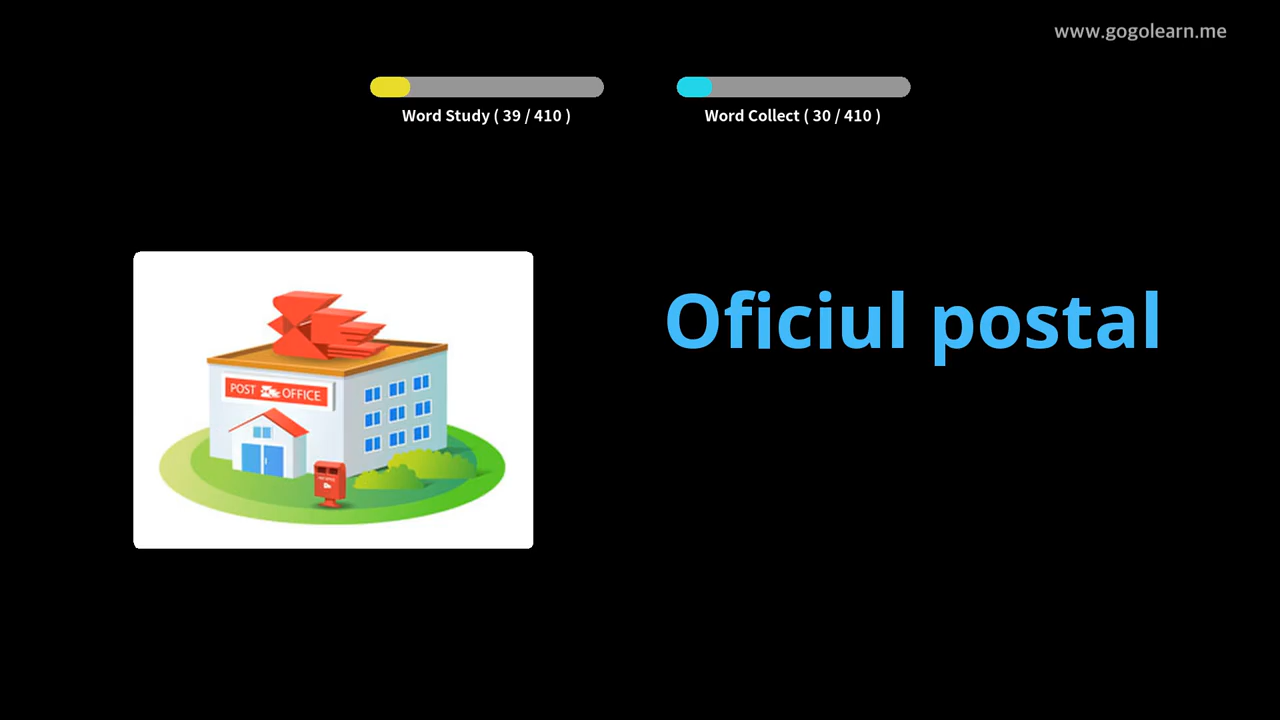 www.gogolearn.me
Word Study ( 39 / 410 )
Word Collect ( 30 / 410 )
Oficiul postal
POST OFFICE